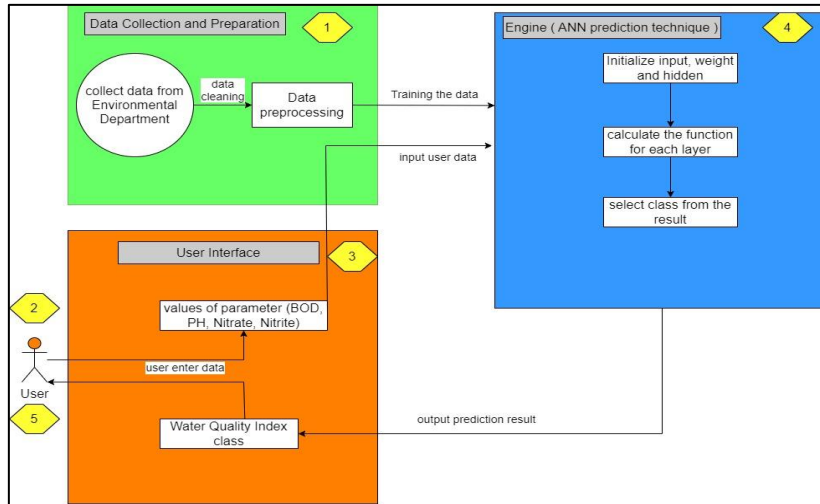 Data Collection and Preparation
1
collect data from
Environmental
Department
data
cleaning
Data
preprocessing
Training the data
input user data
Engine ( ANN prediction technique )
4
Initialize input, weight
and hidden
calculate the function
for each layer
select class from the
result
User Interface
3
2
values of parameter (BOD,
PH, Nitrate, Nitrite)
user enter data
User
5
Water Quality Index
class
output prediction result